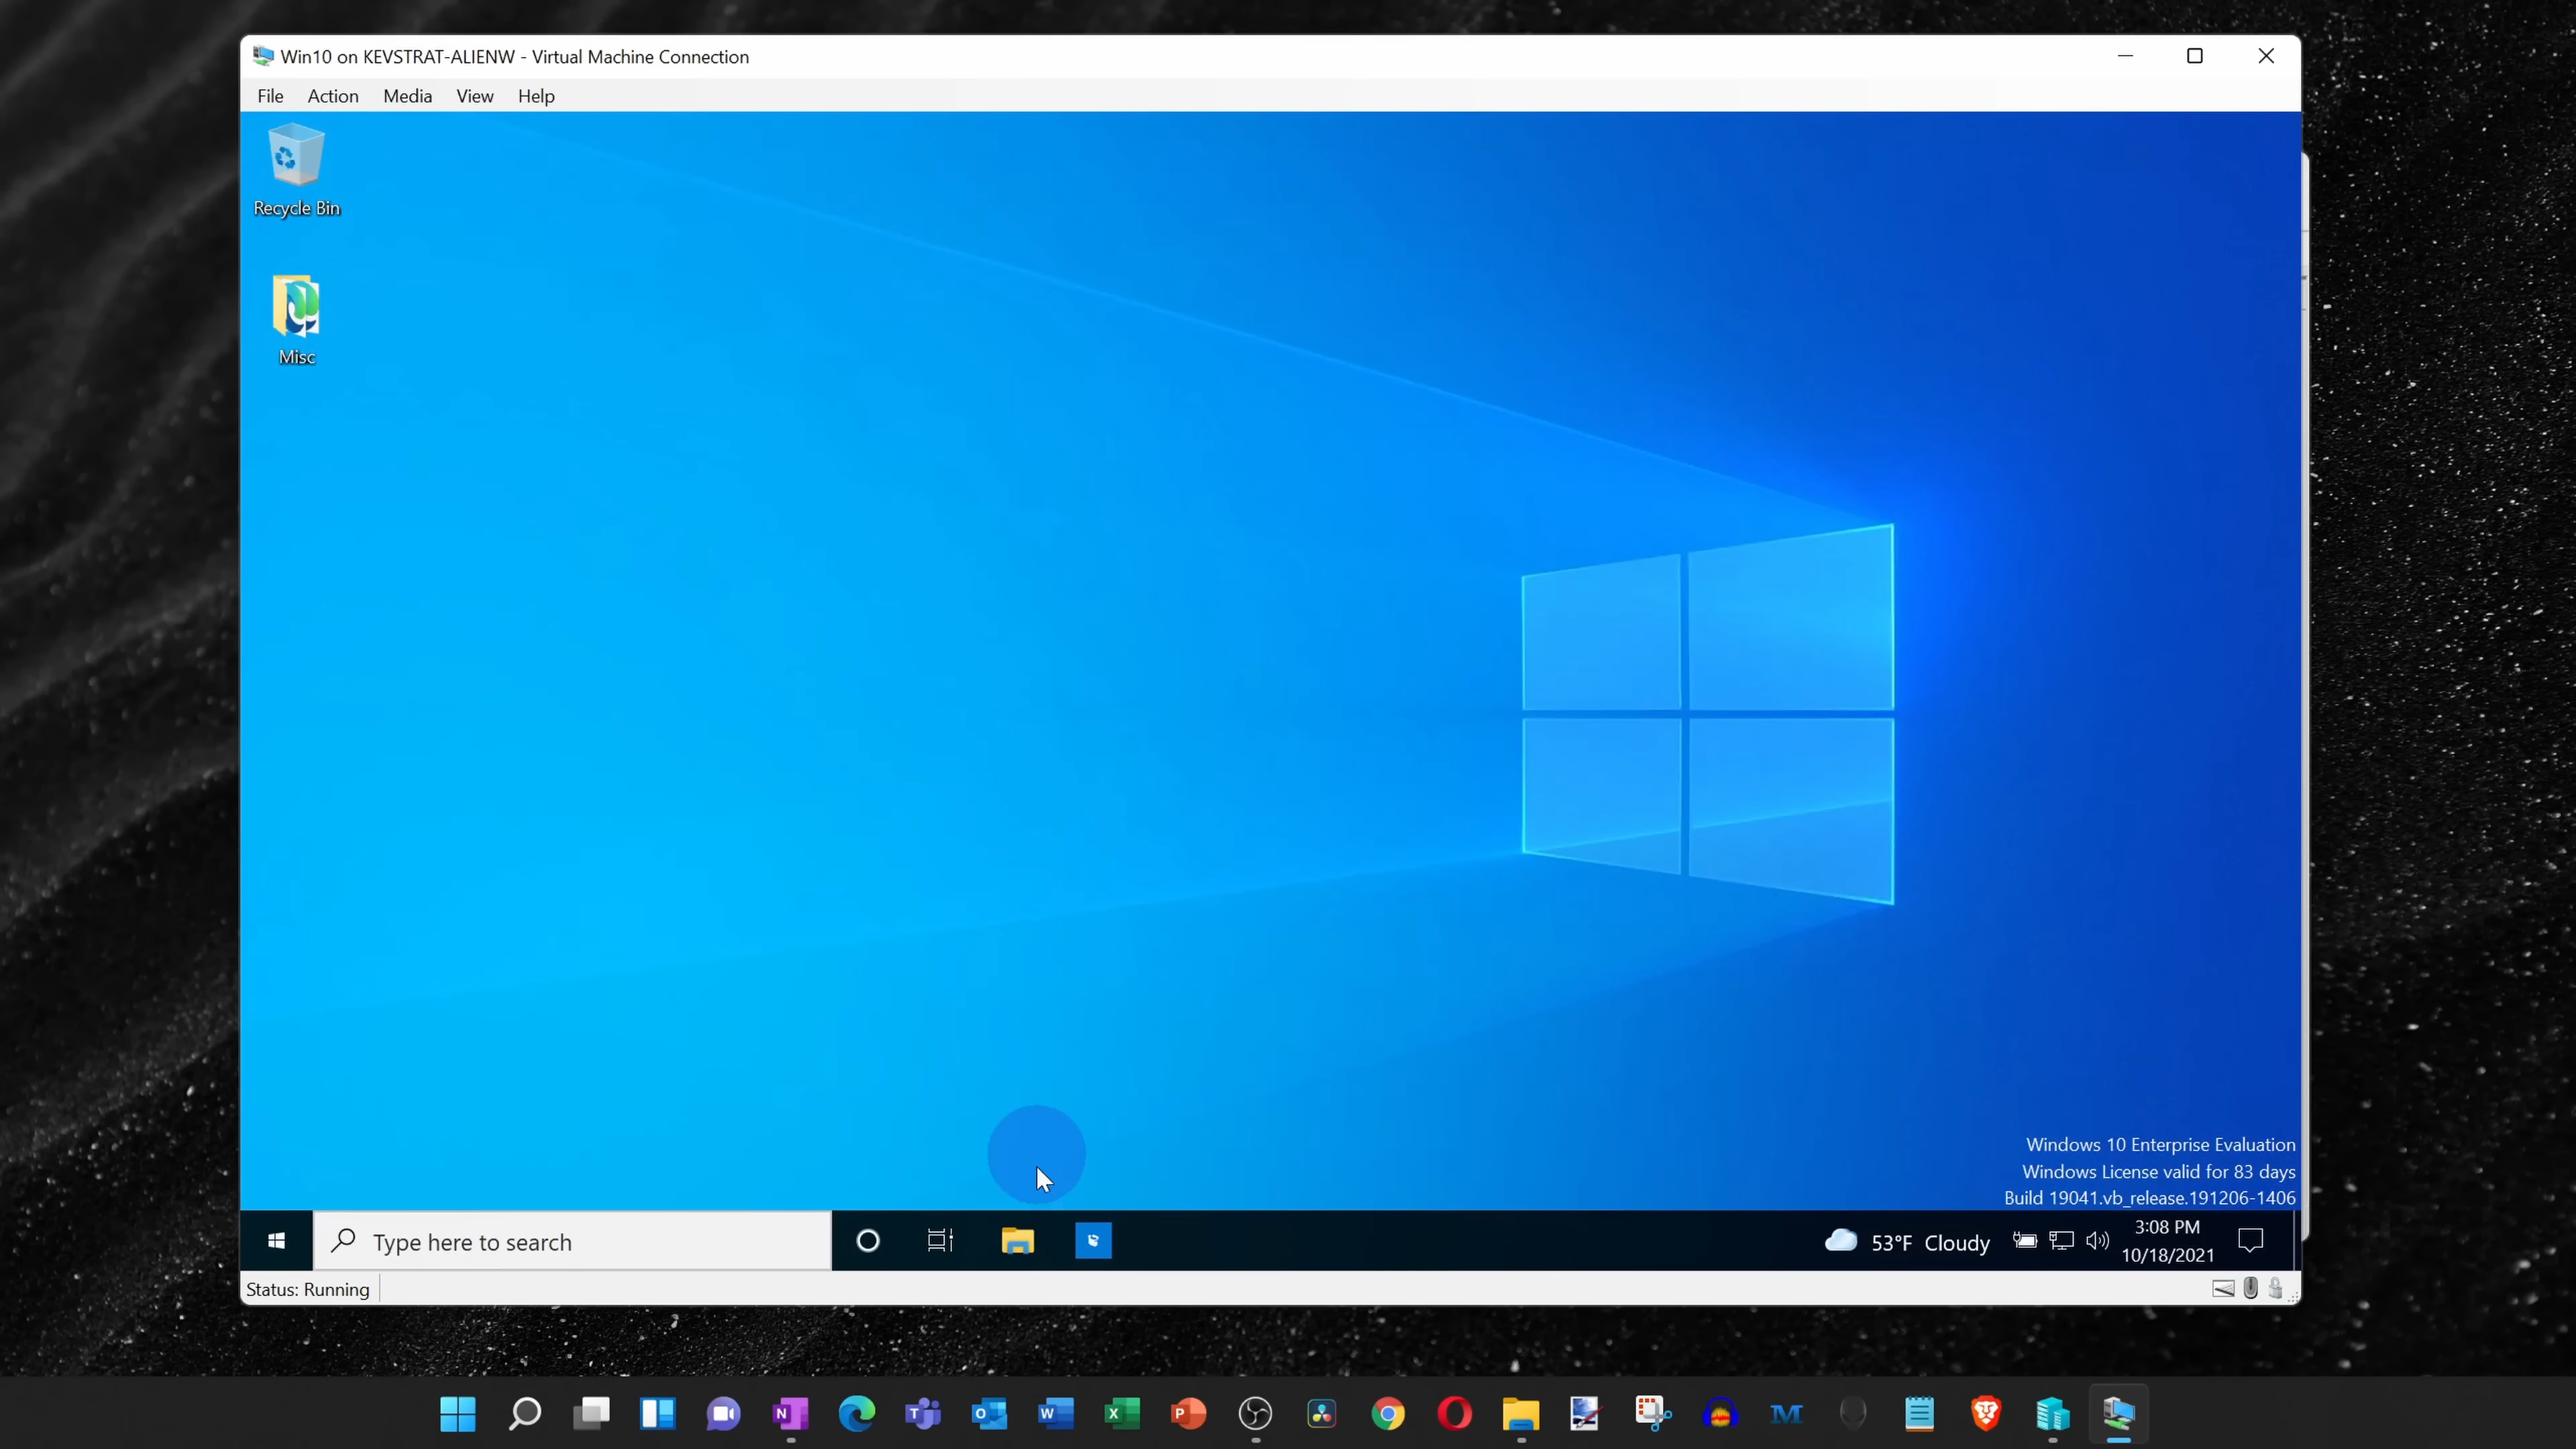 Win10 on KEVSTRAT-ALIENW - Virtual Machine Connection
File Action Media View Help
Recycle Bin
Misc
Windows 10 Enterprise Evaluation
Windows License valid for 83 days
Build 19041.vb_release.191206-1406
Type here to search
53°F Cloudy
3:08 PM
10/18/2021
Status: Running